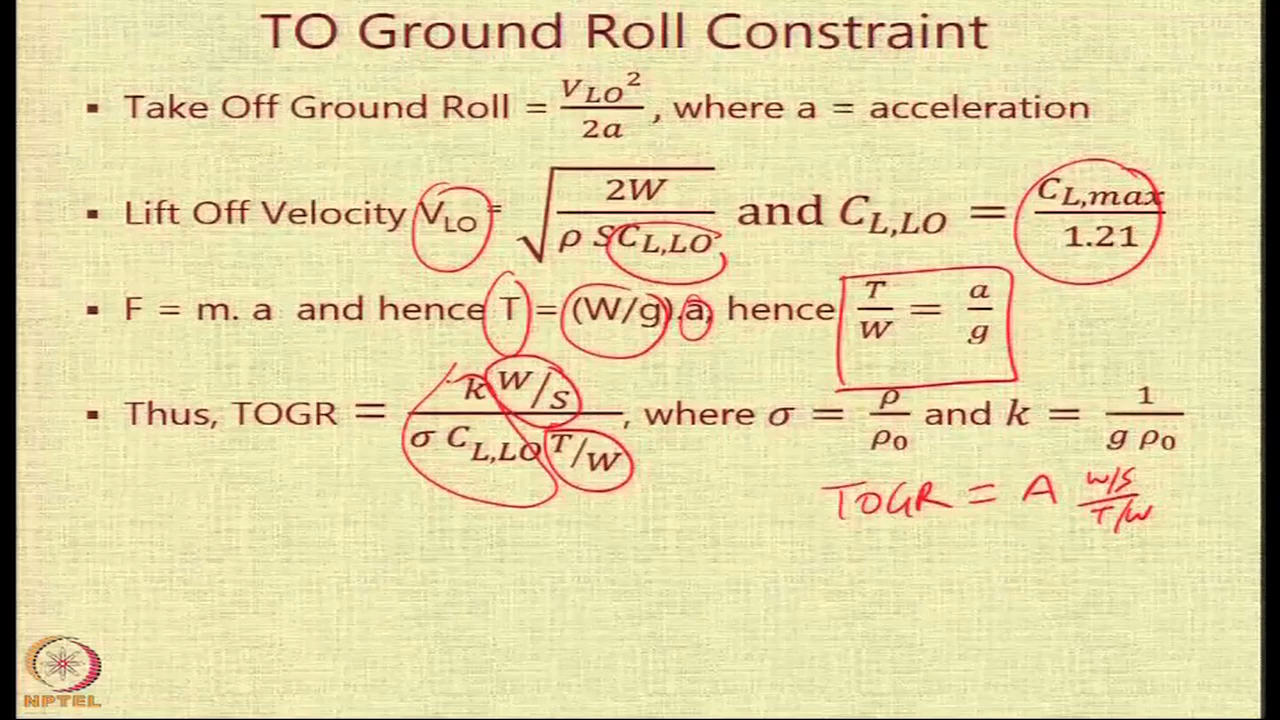 TO Ground Roll Constraint
▪ Take Off Ground Roll = V_LO²/2a , where a = acceleration
▪ Lift Off Velocity V_LO = √(2W/ρ S C_L,LO) and C_L,LO = C_L,max/1.21
▪ F = m. a and hence T = (W/g).a, hence T/W = a/g
▪ Thus, TOGR = k W/S / σ C_L,LO T/W , where σ = ρ/ρ₀ and k = 1/g ρ₀
TOGR = A W/S / T/W
NPTEL